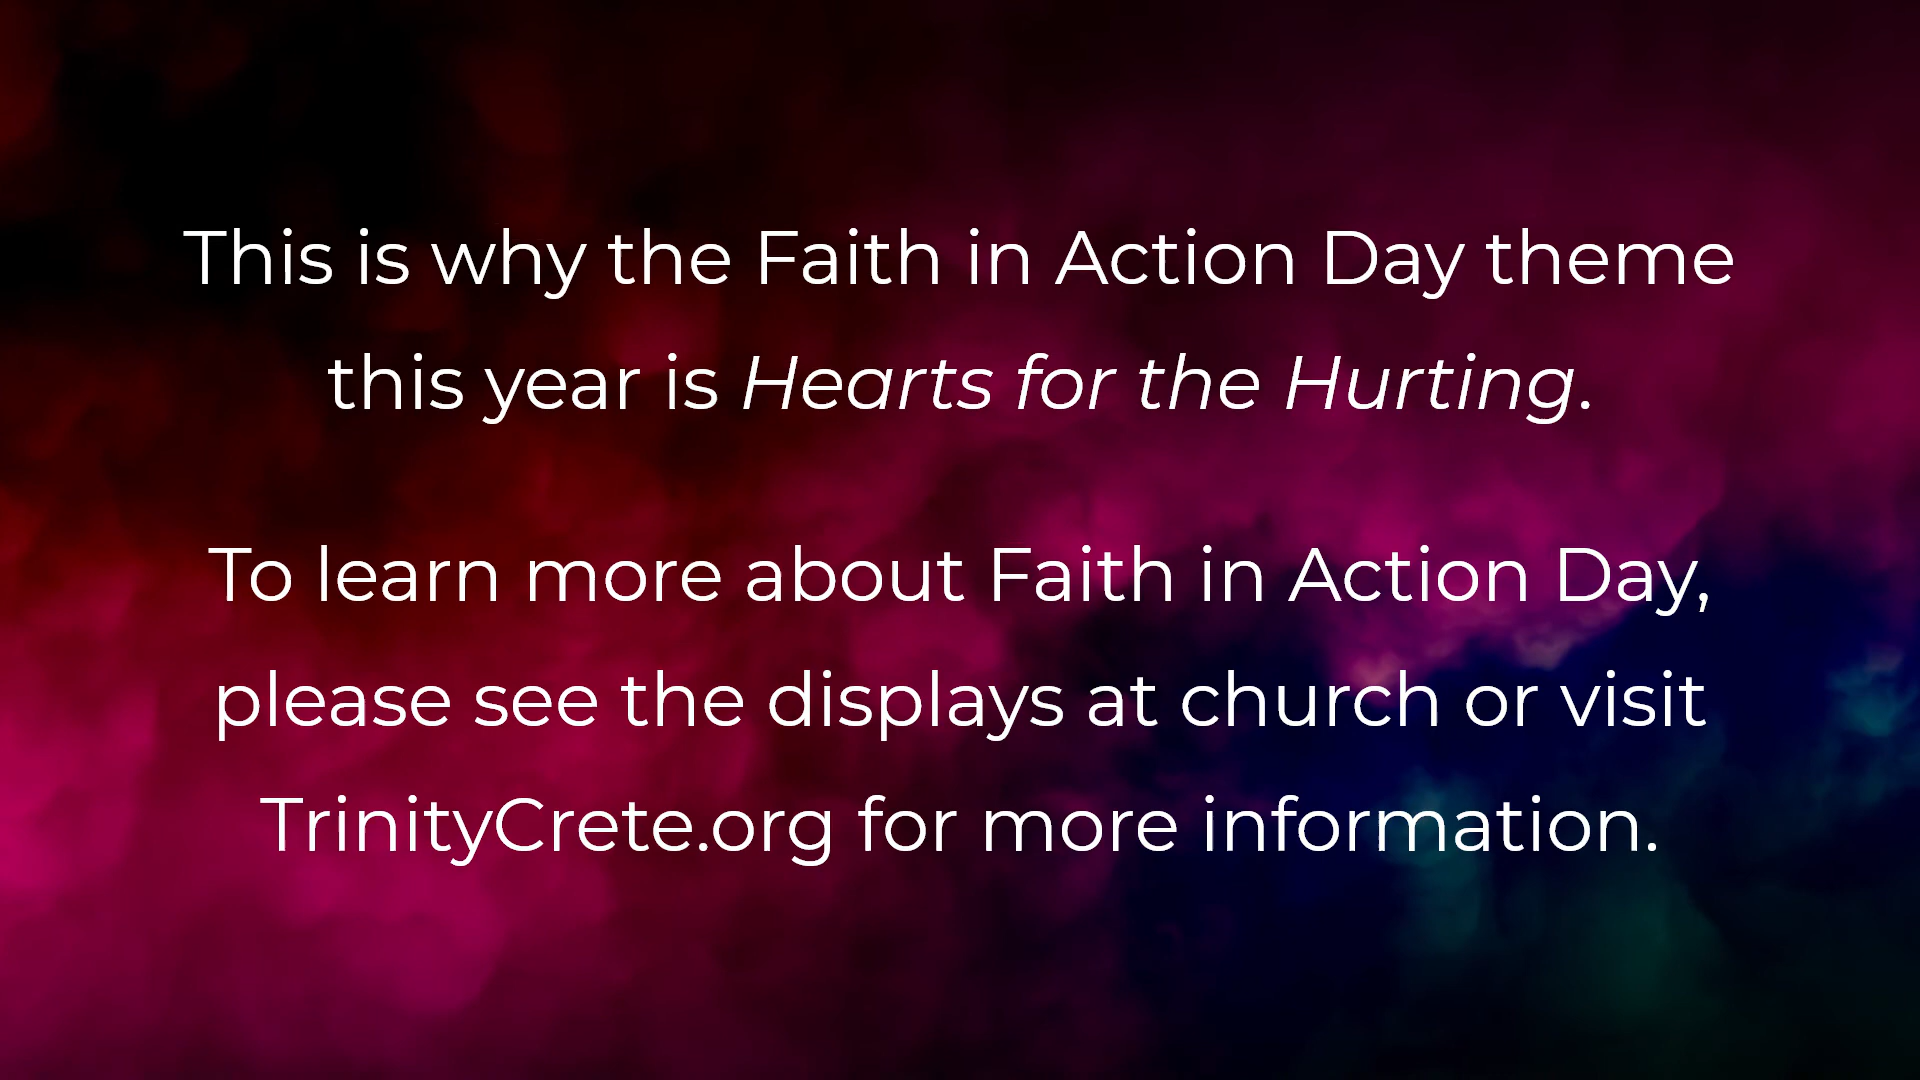 This is why the Faith in Action Day theme
this year is Hearts for the Hurting.
To learn more about Faith in Action Day,
please see the displays at church or visit
TrinityCrete.org for more information.